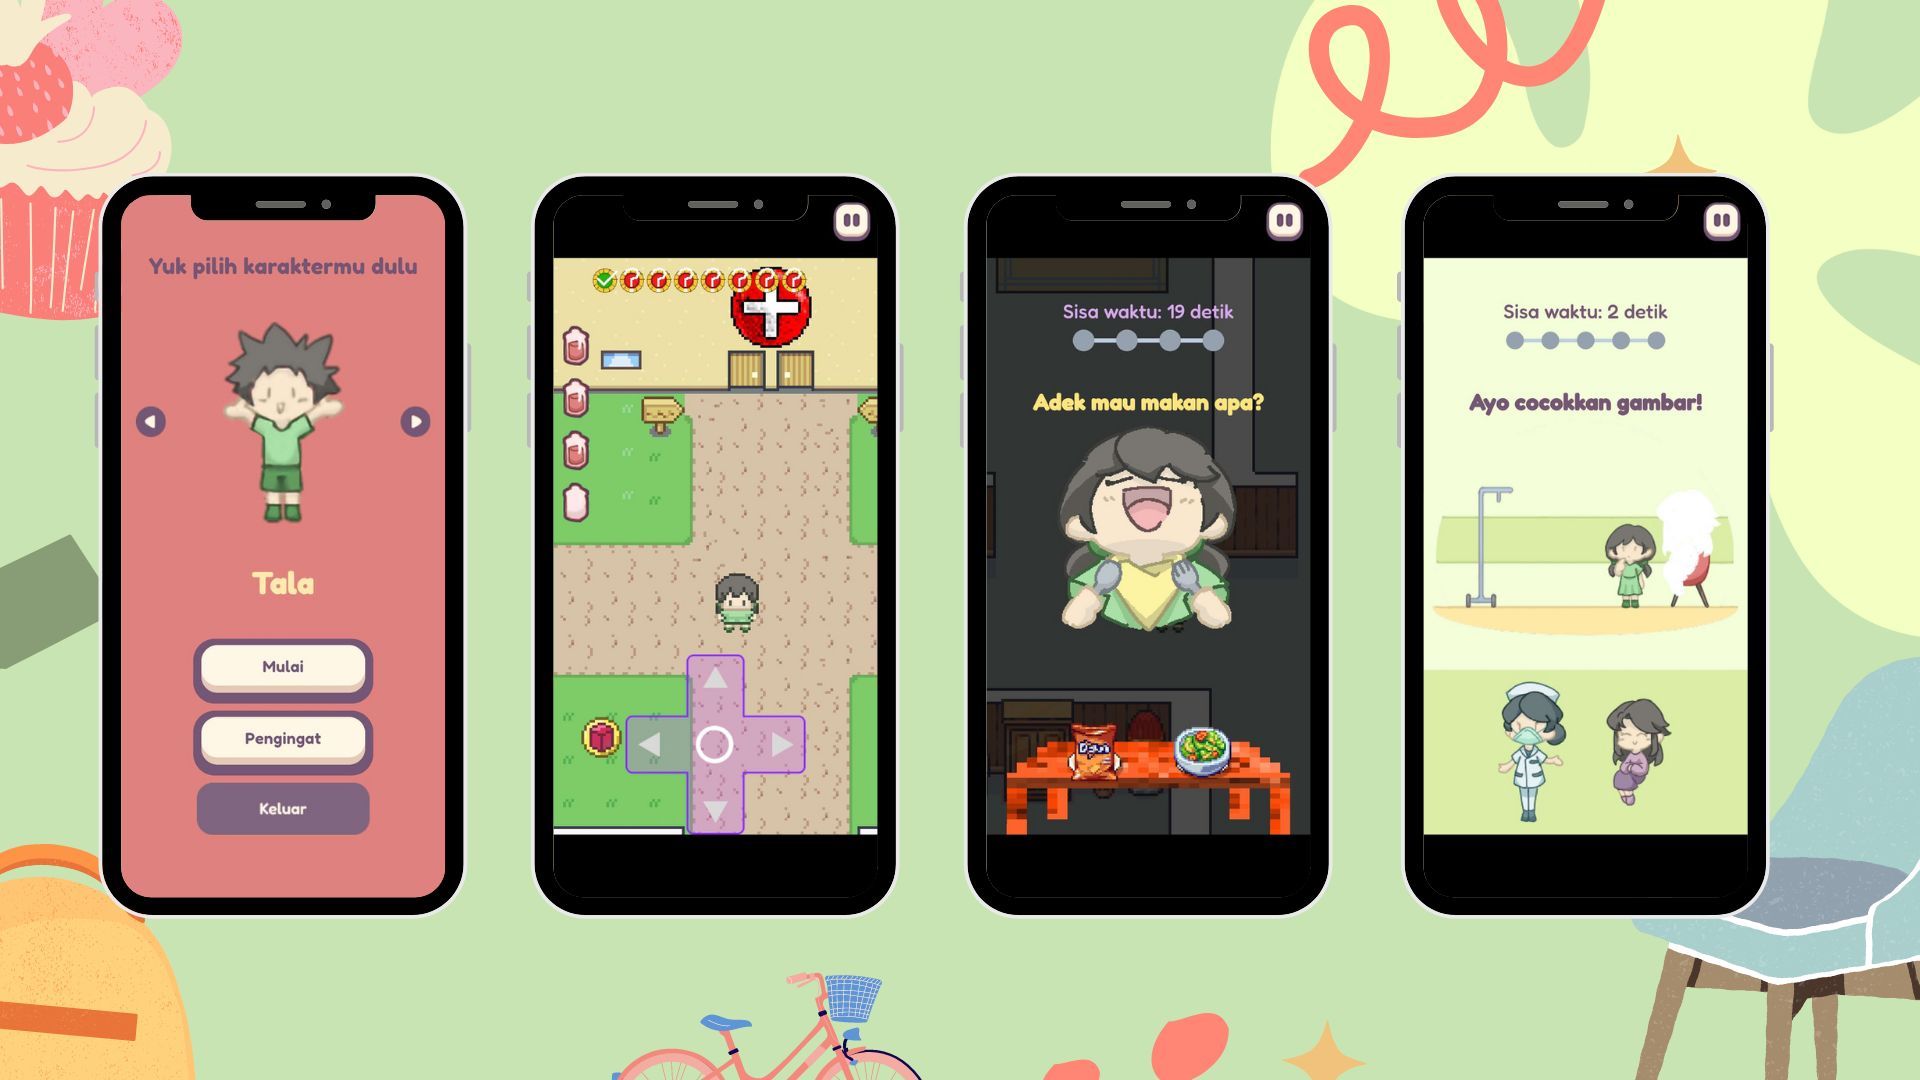 Yuk pilih karaktermu dulu
Tala
Mulai
Pengingat
Keluar
Sisa waktu: 19 detik
Adek mau makan apa?
Sisa waktu: 2 detik
Ayo cocokkan gambar!